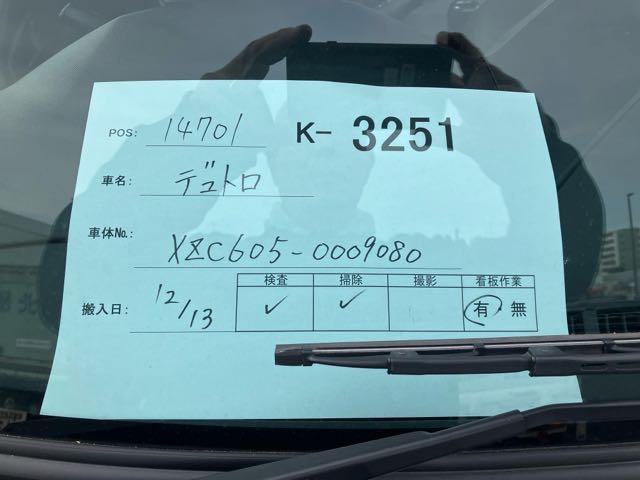 POS: 14701 K- 3251
車名: デュトロ
車体No.: XZC605-0009080
検査 掃除 撮影 看板作業
搬入日: 12/13 ✓ ✓ 有・無